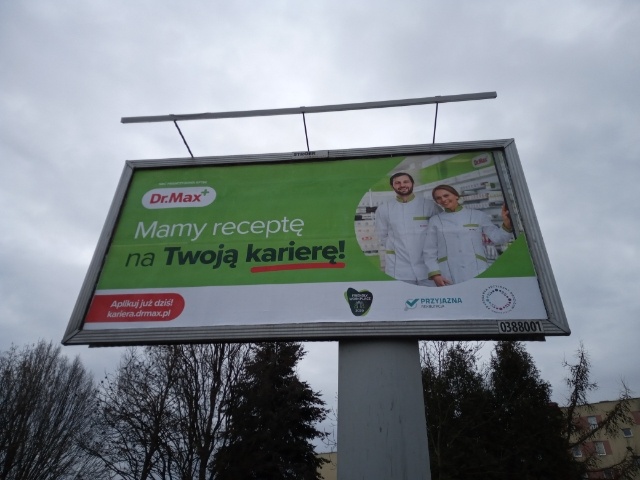 Dr.Max+
Mamy receptę
na Twoją karierę!
Aplikuj już dziś!
kariera.drmax.pl
PRZYJAZNA
0388001